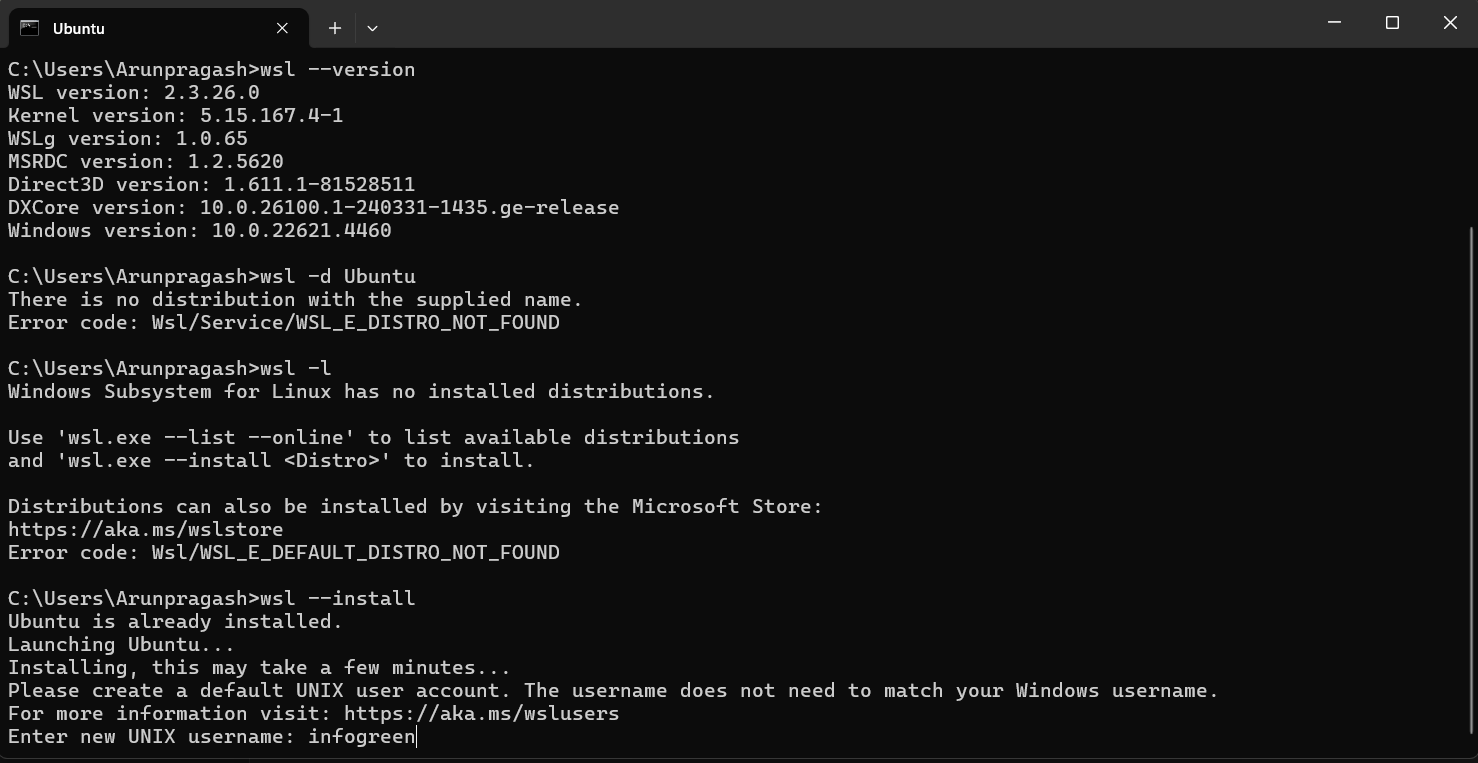 Ubuntu
C:\Users\Arunpragash>wsl --version
WSL version: 2.3.26.0
Kernel version: 5.15.167.4-1
WSLg version: 1.0.65
MSRDC version: 1.2.5620
Direct3D version: 1.611.1-81528511
DXCore version: 10.0.26100.1-240331-1435.ge-release
Windows version: 10.0.22621.4460
C:\Users\Arunpragash>wsl -d Ubuntu
There is no distribution with the supplied name.
Error code: Wsl/Service/WSL_E_DISTRO_NOT_FOUND
C:\Users\Arunpragash>wsl -l
Windows Subsystem for Linux has no installed distributions.
Use 'wsl.exe --list --online' to list available distributions
and 'wsl.exe --install <Distro>' to install.
Distributions can also be installed by visiting the Microsoft Store:
https://aka.ms/wslstore
Error code: Wsl/WSL_E_DEFAULT_DISTRO_NOT_FOUND
C:\Users\Arunpragash>wsl --install
Ubuntu is already installed.
Launching Ubuntu...
Installing, this may take a few minutes...
Please create a default UNIX user account. The username does not need to match your Windows username.
For more information visit: https://aka.ms/wslusers
Enter new UNIX username: infogreen